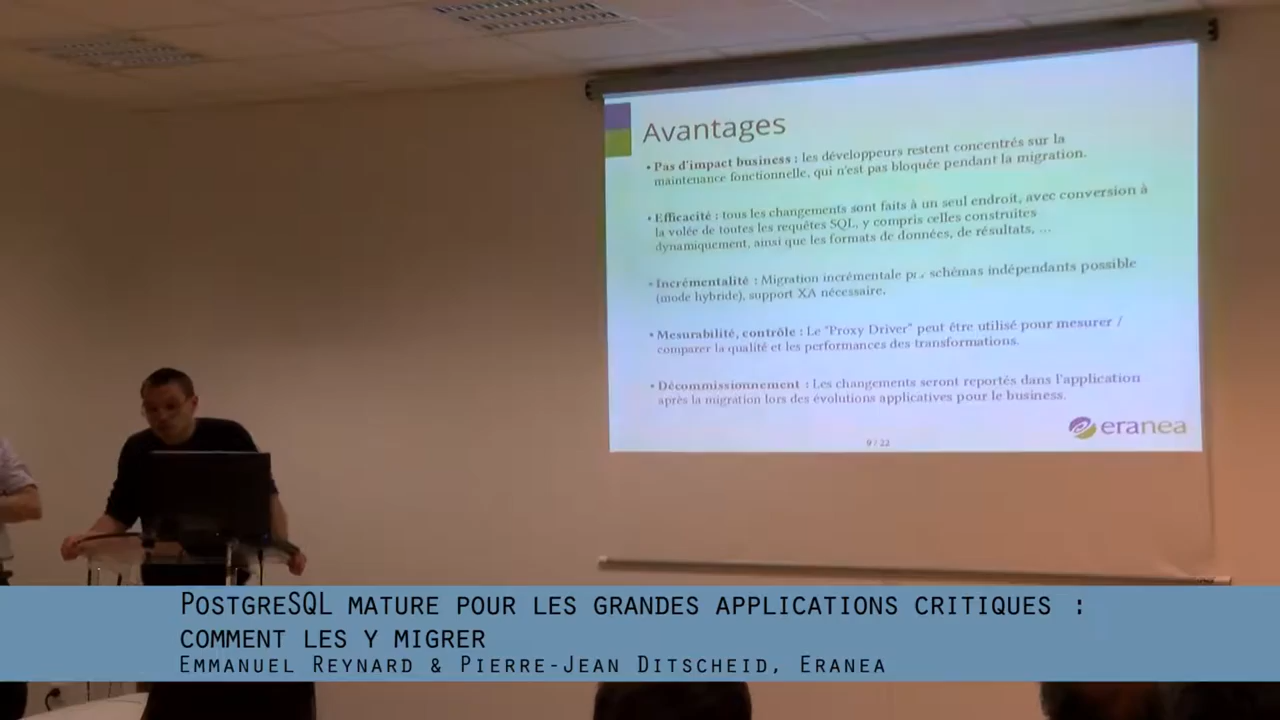 Avantages
• Pas d'impact business : les développeurs restent concentrés sur la
maintenance fonctionnelle, qui n'est pas bloquée pendant la migration.
• Efficacité : tous les changements sont faits à un seul endroit, avec conversion à
la volée de toutes les requêtes SQL, y compris celles construites
dynamiquement, ainsi que les formats de données, de résultats, ...
• Incrémentalité : Migration incrémentale schémas indépendants possible
(mode hybride), support XA nécessaire.
• Mesurabilité, contrôle : Le "Proxy Driver" peut être utilisé pour mesurer /
comparer la qualité et les performances des transformations.
• Décommissionnement : Les changements seront reportés dans l'application
après la migration lors des évolutions applicatives pour le business.
eranea
9 / 22
PostgreSQL mature pour les grandes applications critiques :
comment les y migrer
Emmanuel Reynard & Pierre-Jean Ditscheid, Eranea